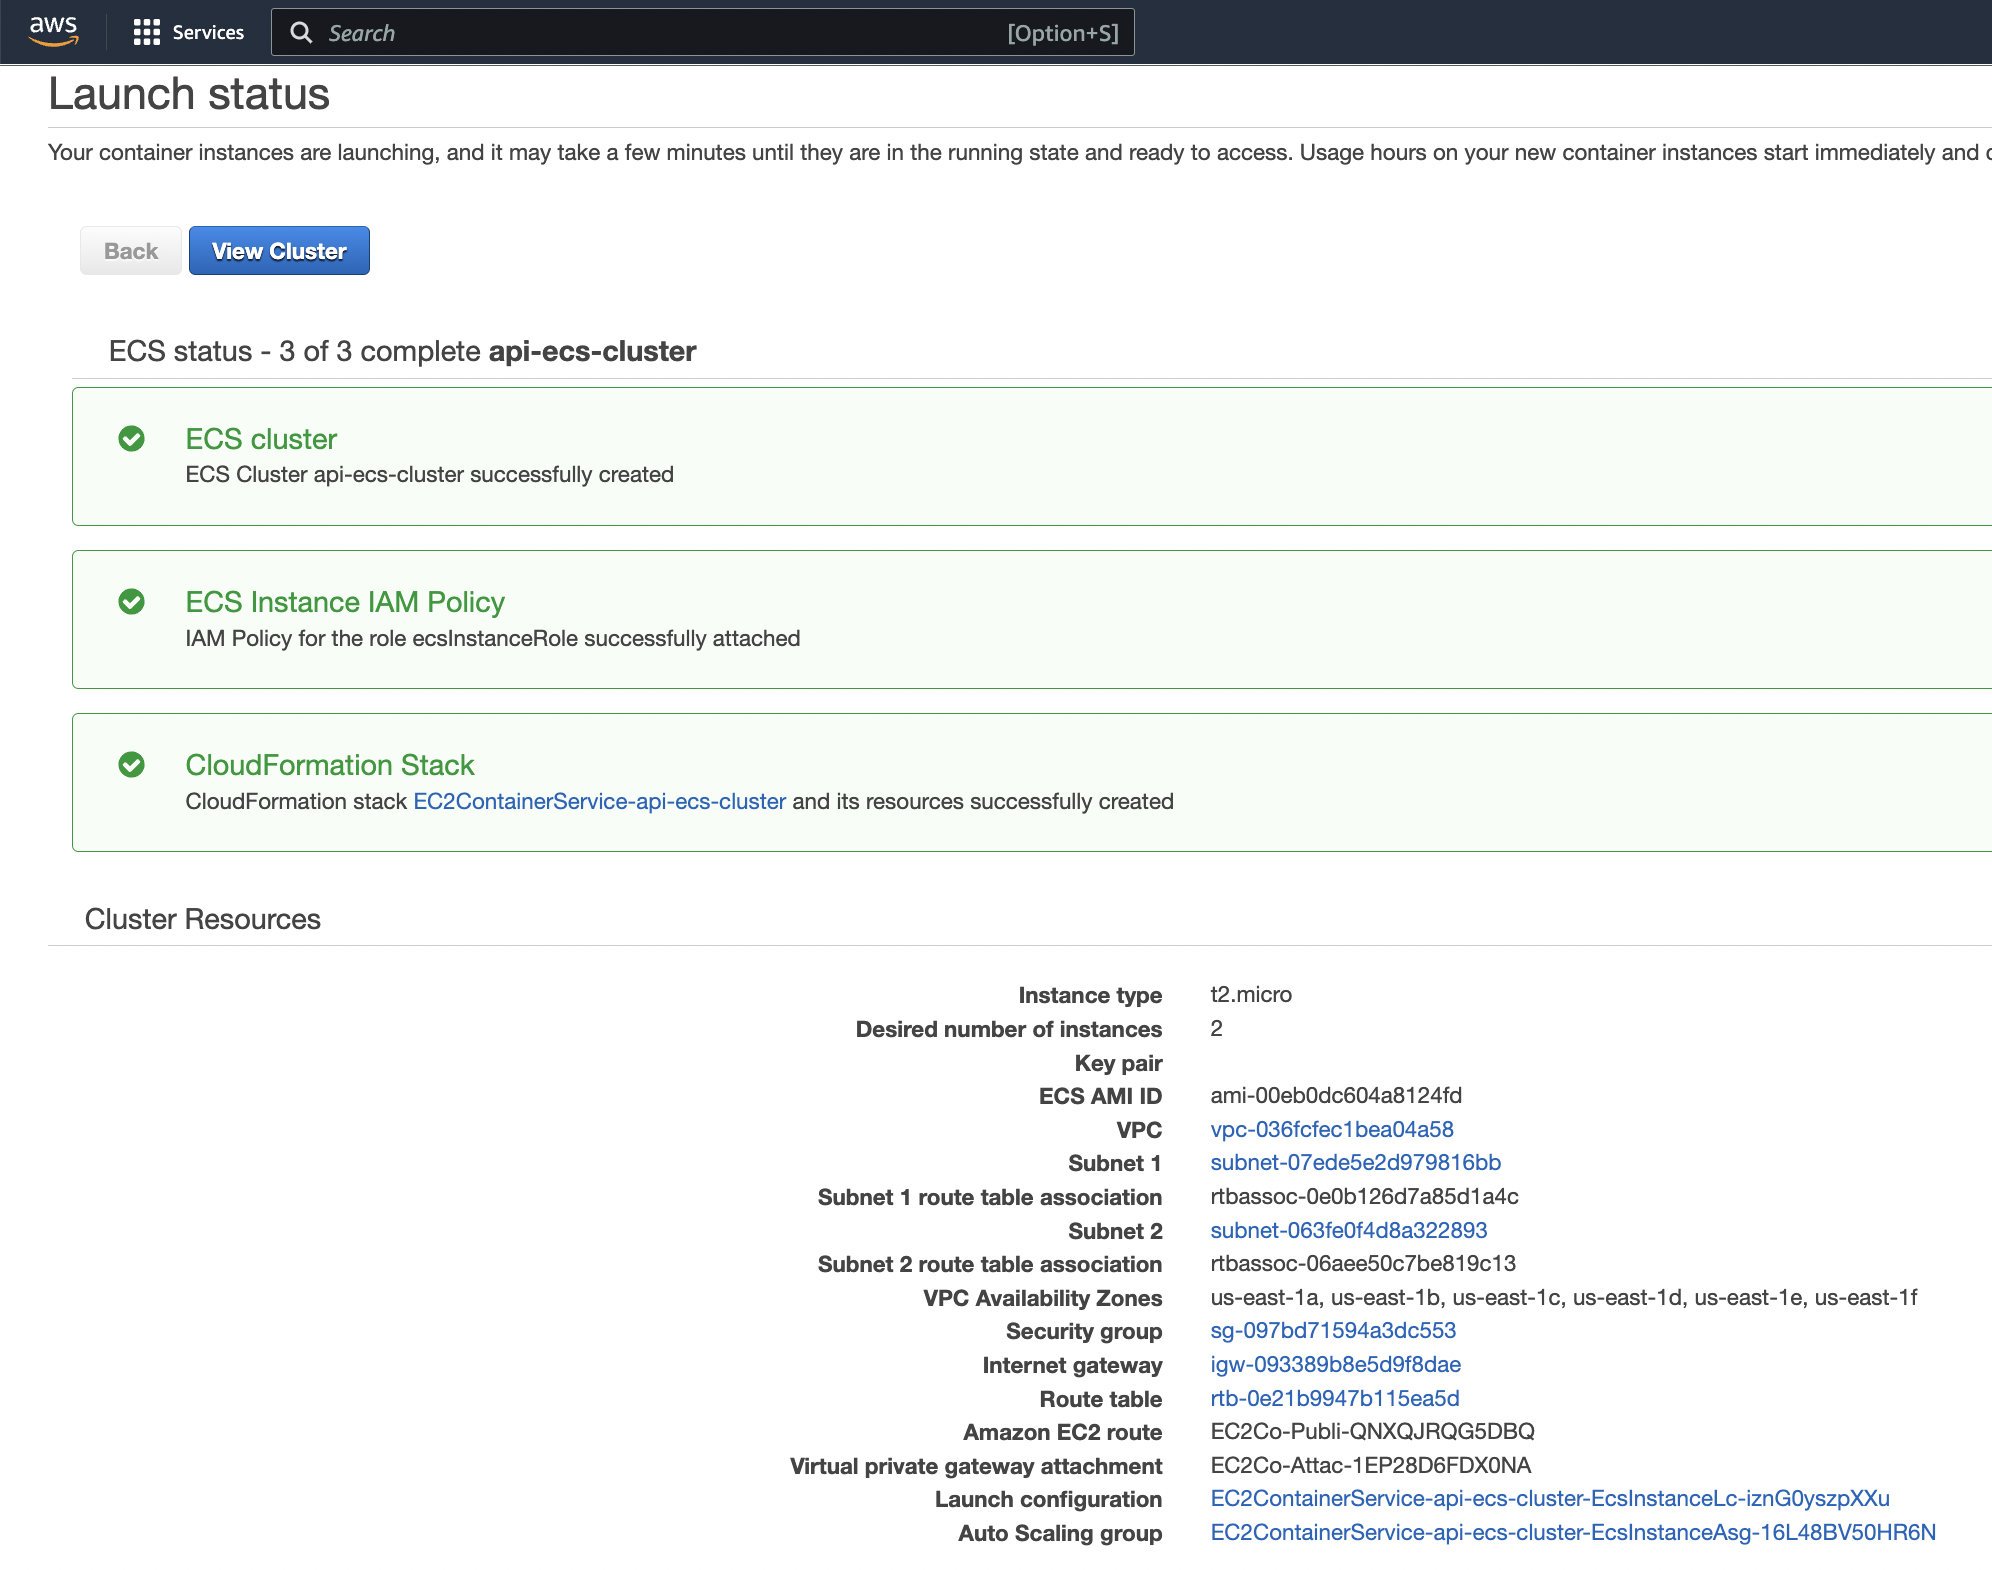 aws
Services
Search
[Option+S]
Launch status
Your container instances are launching, and it may take a few minutes until they are in the running state and ready to access. Usage hours on your new container instances start immediately and
Back
View Cluster
ECS status - 3 of 3 complete api-ecs-cluster
ECS cluster
ECS Cluster api-ecs-cluster successfully created
ECS Instance IAM Policy
IAM Policy for the role ecsInstanceRole successfully attached
CloudFormation Stack
CloudFormation stack EC2ContainerService-api-ecs-cluster and its resources successfully created
Cluster Resources
Instance type t2.micro
Desired number of instances 2
Key pair
ECS AMI ID ami-00eb0dc604a8124fd
VPC vpc-036fcfec1bea04a58
Subnet 1 subnet-07ede5e2d979816bb
Subnet 1 route table association rtbassoc-0e0b126d7a85d1a4c
Subnet 2 subnet-063fe0f4d8a322893
Subnet 2 route table association rtbassoc-06aee50c7be819c13
VPC Availability Zones us-east-1a, us-east-1b, us-east-1c, us-east-1d, us-east-1e, us-east-1f
Security group sg-097bd71594a3dc553
Internet gateway igw-093389b8e5d9f8dae
Route table rtb-0e21b9947b115ea5d
Amazon EC2 route EC2Co-Publi-QNXQJRQG5DBQ
Virtual private gateway attachment EC2Co-Attac-1EP28D6FDX0NA
Launch configuration EC2ContainerService-api-ecs-cluster-EcsInstanceLc-iznG0yszpXXu
Auto Scaling group EC2ContainerService-api-ecs-cluster-EcsInstanceAsg-16L48BV50HR6N